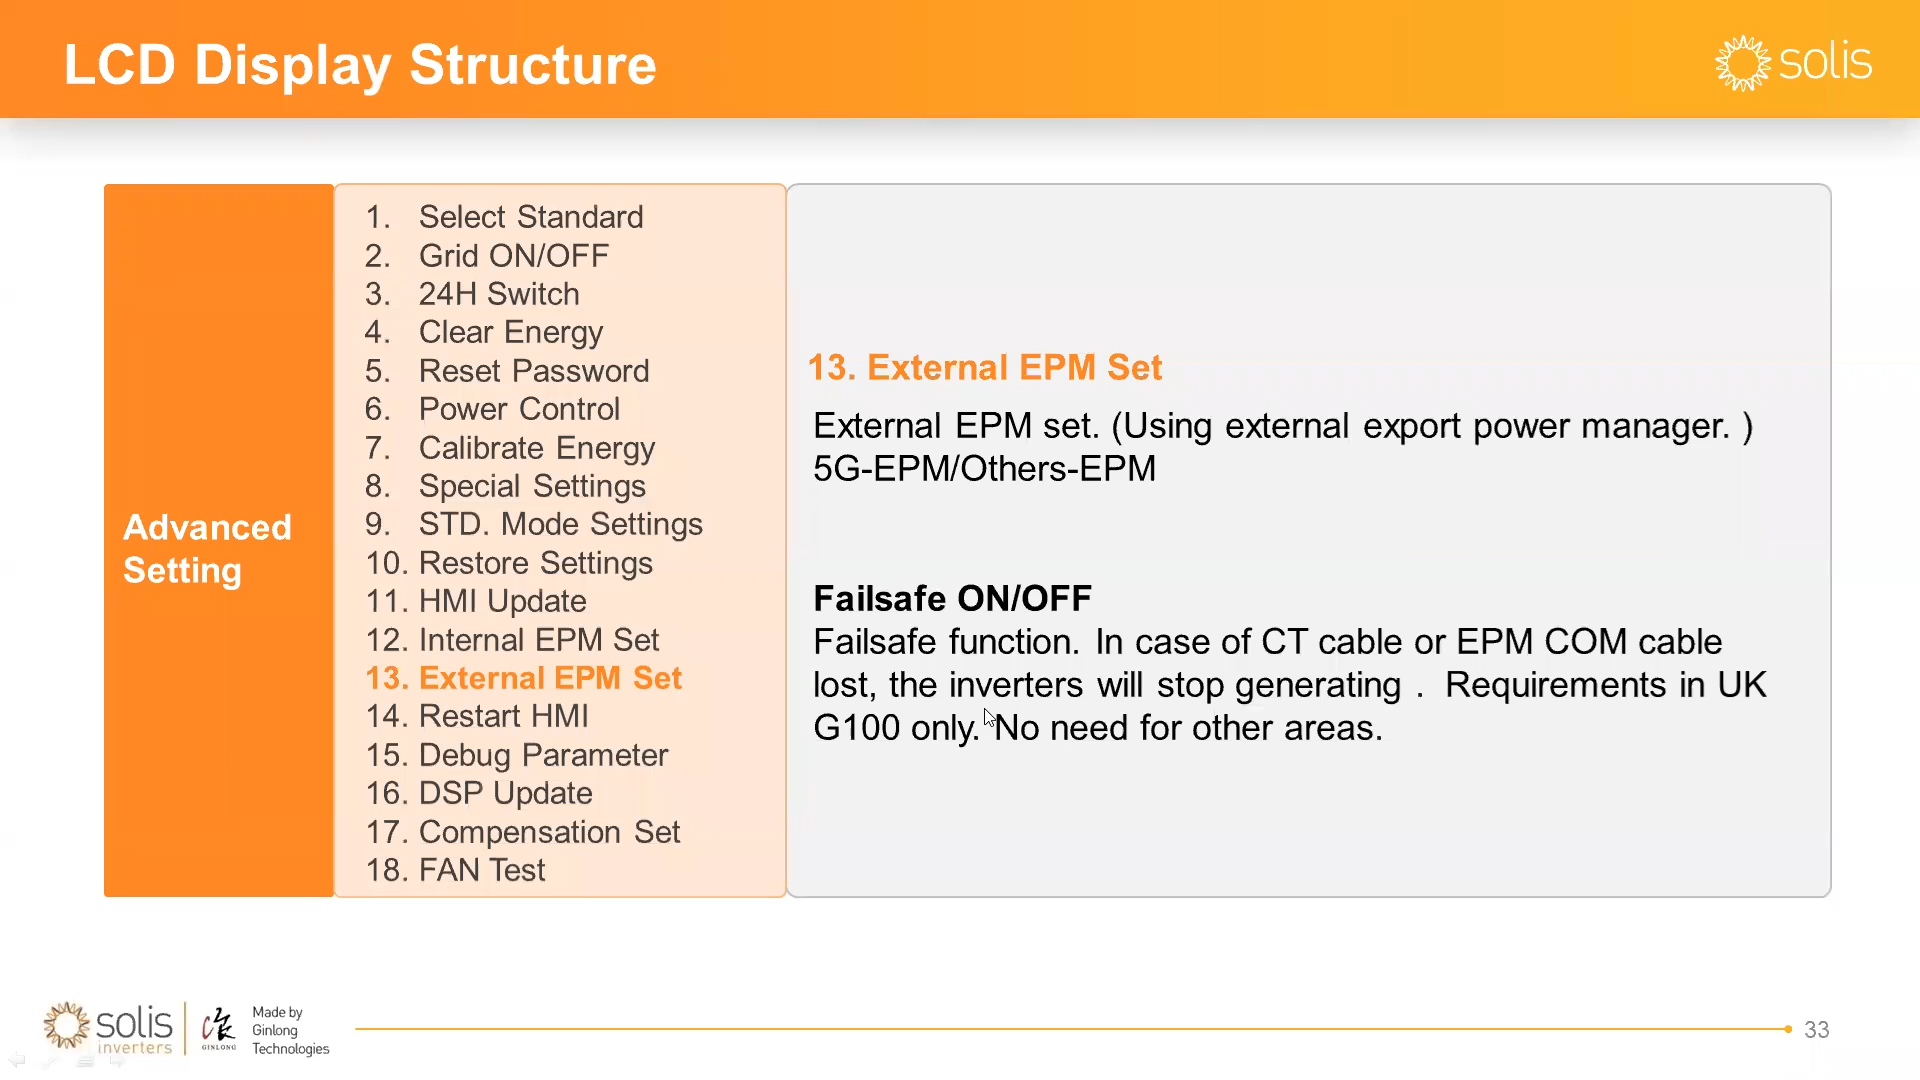 LCD Display Structure
solis
Advanced
Setting
1. Select Standard
2. Grid ON/OFF
3. 24H Switch
4. Clear Energy
5. Reset Password
6. Power Control
7. Calibrate Energy
8. Special Settings
9. STD. Mode Settings
10. Restore Settings
11. HMI Update
12. Internal EPM Set
13. External EPM Set
14. Restart HMI
15. Debug Parameter
16. DSP Update
17. Compensation Set
18. FAN Test
13. External EPM Set
External EPM set. (Using external export power manager. )
5G-EPM/Others-EPM
Failsafe ON/OFF
Failsafe function. In case of CT cable or EPM COM cable
lost, the inverters will stop generating . Requirements in UK
G100 only. No need for other areas.
solis
inverters
GINLONG
Made by
Ginlong
Technologies
33